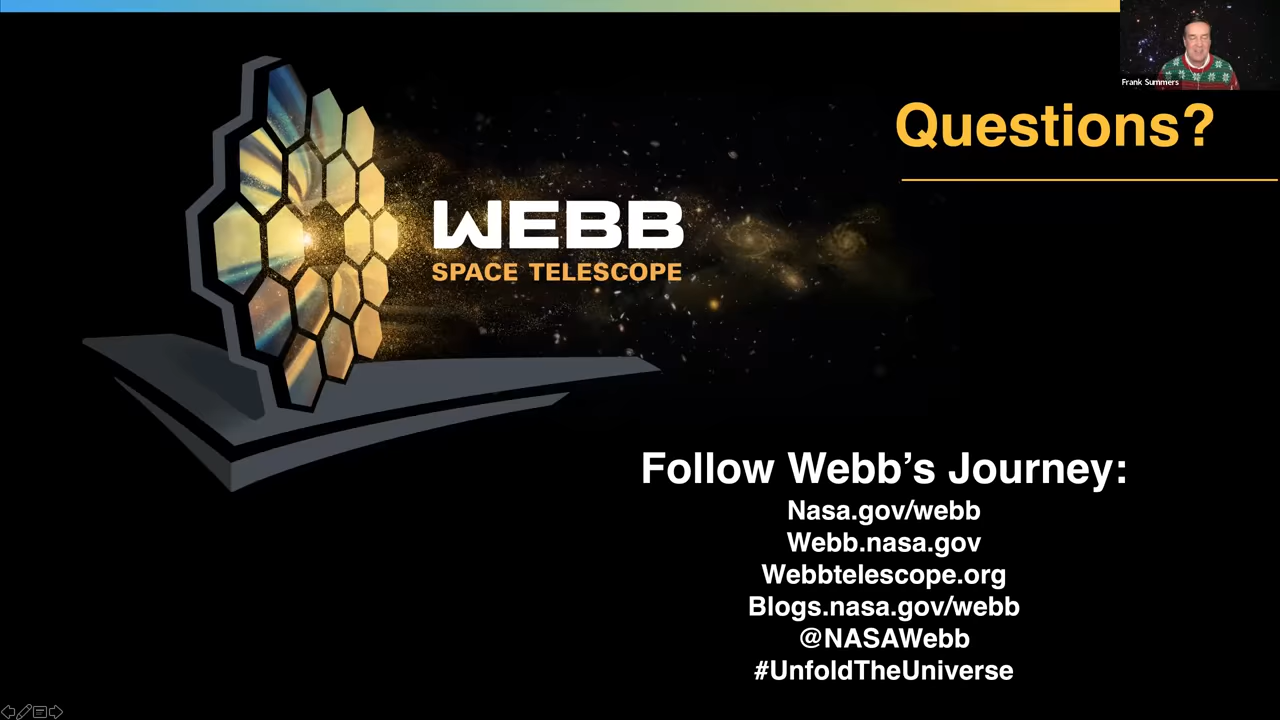 Frank Summers
Questions?
WEBB
SPACE TELESCOPE
Follow Webb’s Journey:
Nasa.gov/webb
Webb.nasa.gov
Webbtelescope.org
Blogs.nasa.gov/webb
@NASAWebb
#UnfoldTheUniverse